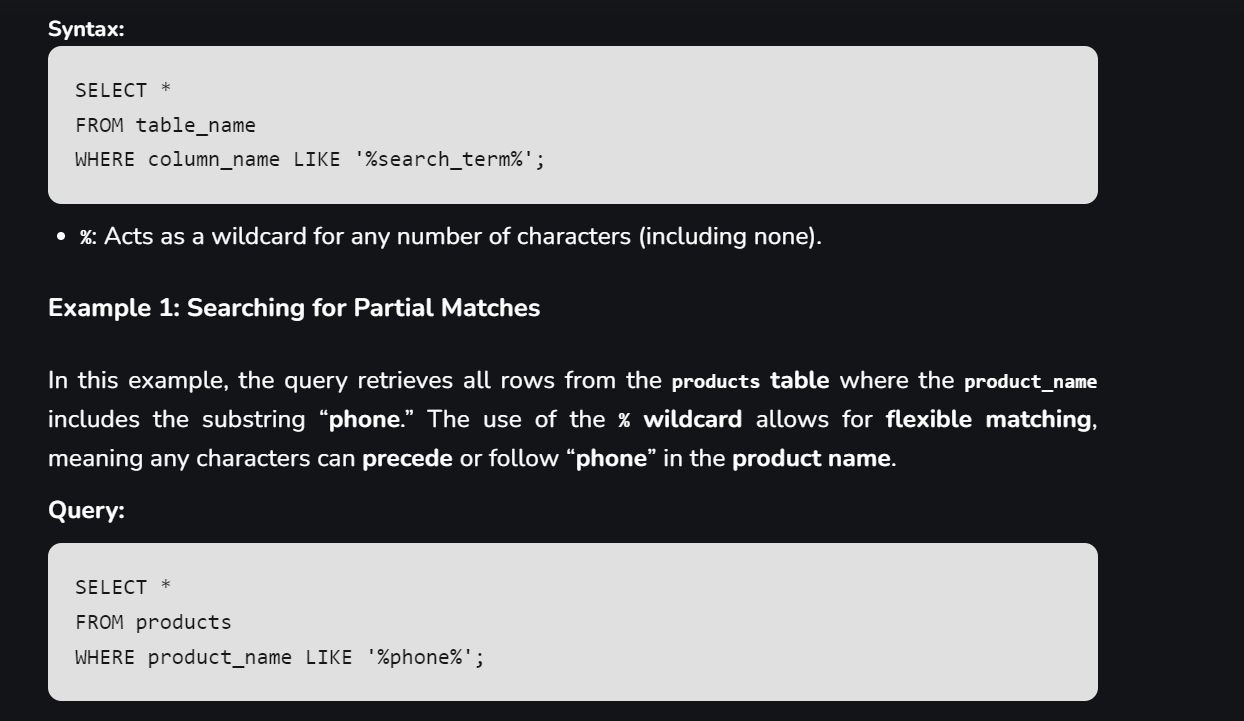 Syntax:
SELECT *
FROM table_name
WHERE column_name LIKE '%search_term%';
• %: Acts as a wildcard for any number of characters (including none).
Example 1: Searching for Partial Matches
In this example, the query retrieves all rows from the products table where the product_name
includes the substring “phone.” The use of the % wildcard allows for flexible matching,
meaning any characters can precede or follow “phone” in the product name.
Query:
SELECT *
FROM products
WHERE product_name LIKE '%phone%';